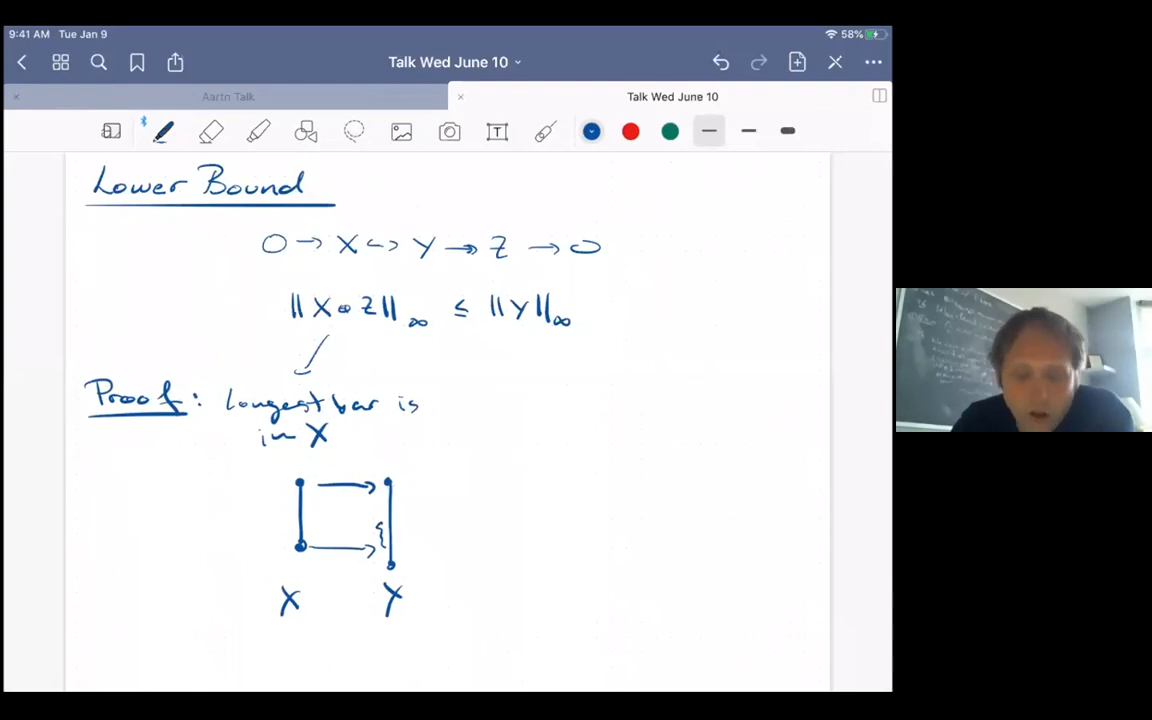 9:41 AM Tue Jan 9
58%
Talk Wed June 10
Aartn Talk
Talk Wed June 10
Lower Bound
0 → X ↪ Y ↠ Z → 0
|| X ⊕ Z ||∞ ≤ || Y ||∞
Proof: Longest bar is
in X
X Y